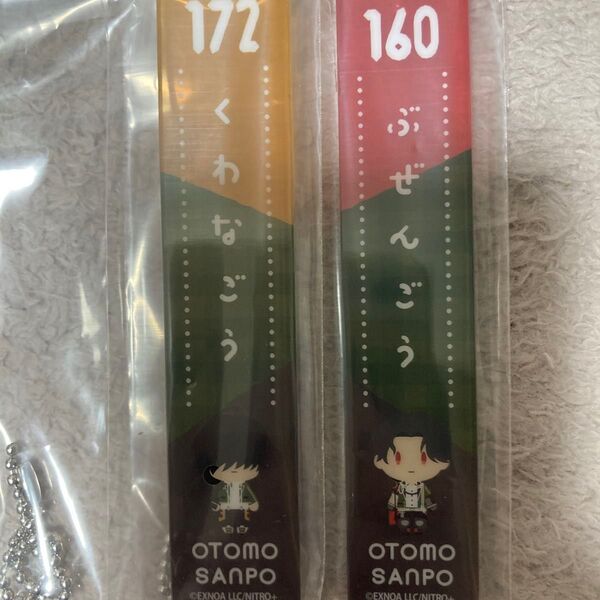 172
くわなごう
OTOMO
SANPO
©EXNOA LLC/NITRO+
160
ぶぜんごう
OTOMO
SANPO
©EXNOA LLC/NITRO+